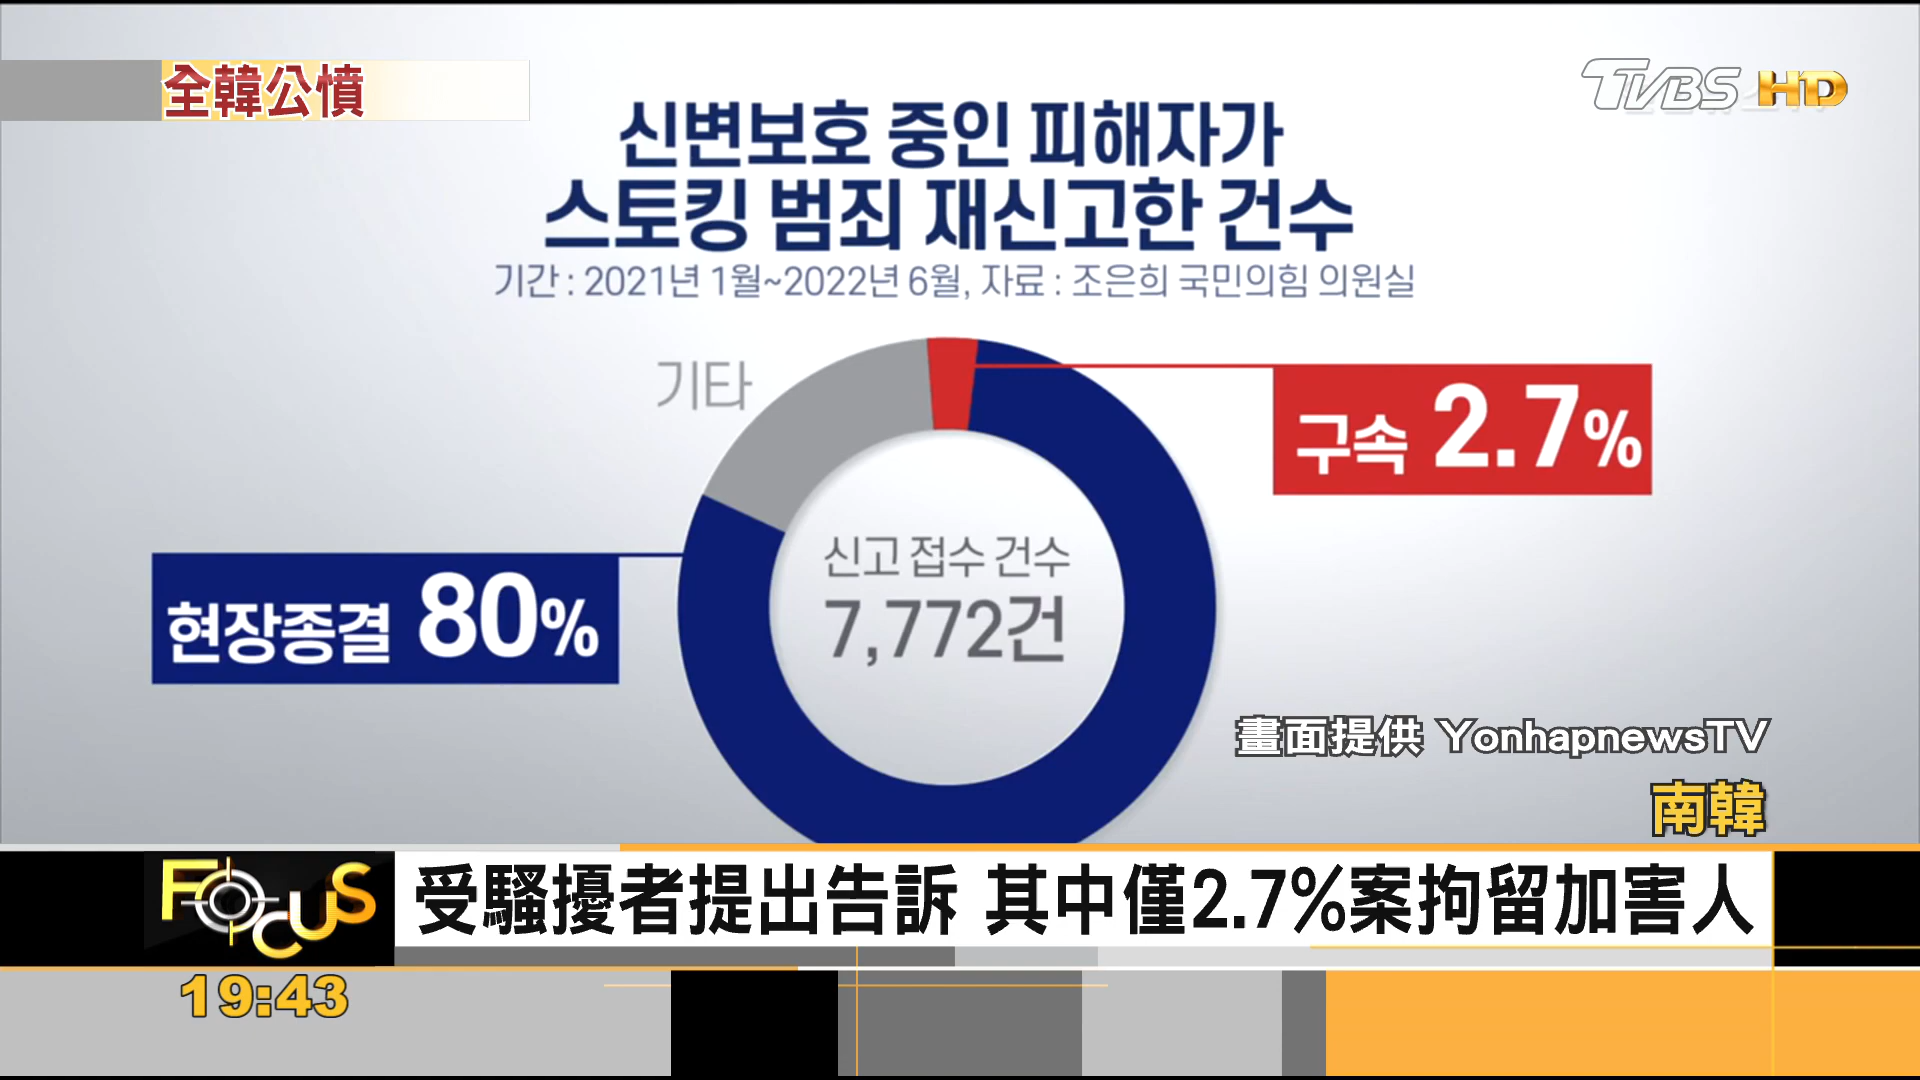 全韓公憤
TVBS HD
신변보호 중인 피해자가
스토킹 범죄 재신고한 건수
기간 : 2021년 1월~2022년 6월, 자료 : 조은희 국민의힘 의원실
기타
구속 2.7%
신고 접수 건수
7,772건
현장종결 80%
畫面提供 YonhapnewsTV
南韓
FOCUS
受騷擾者提出告訴 其中僅2.7%案拘留加害人
19:43